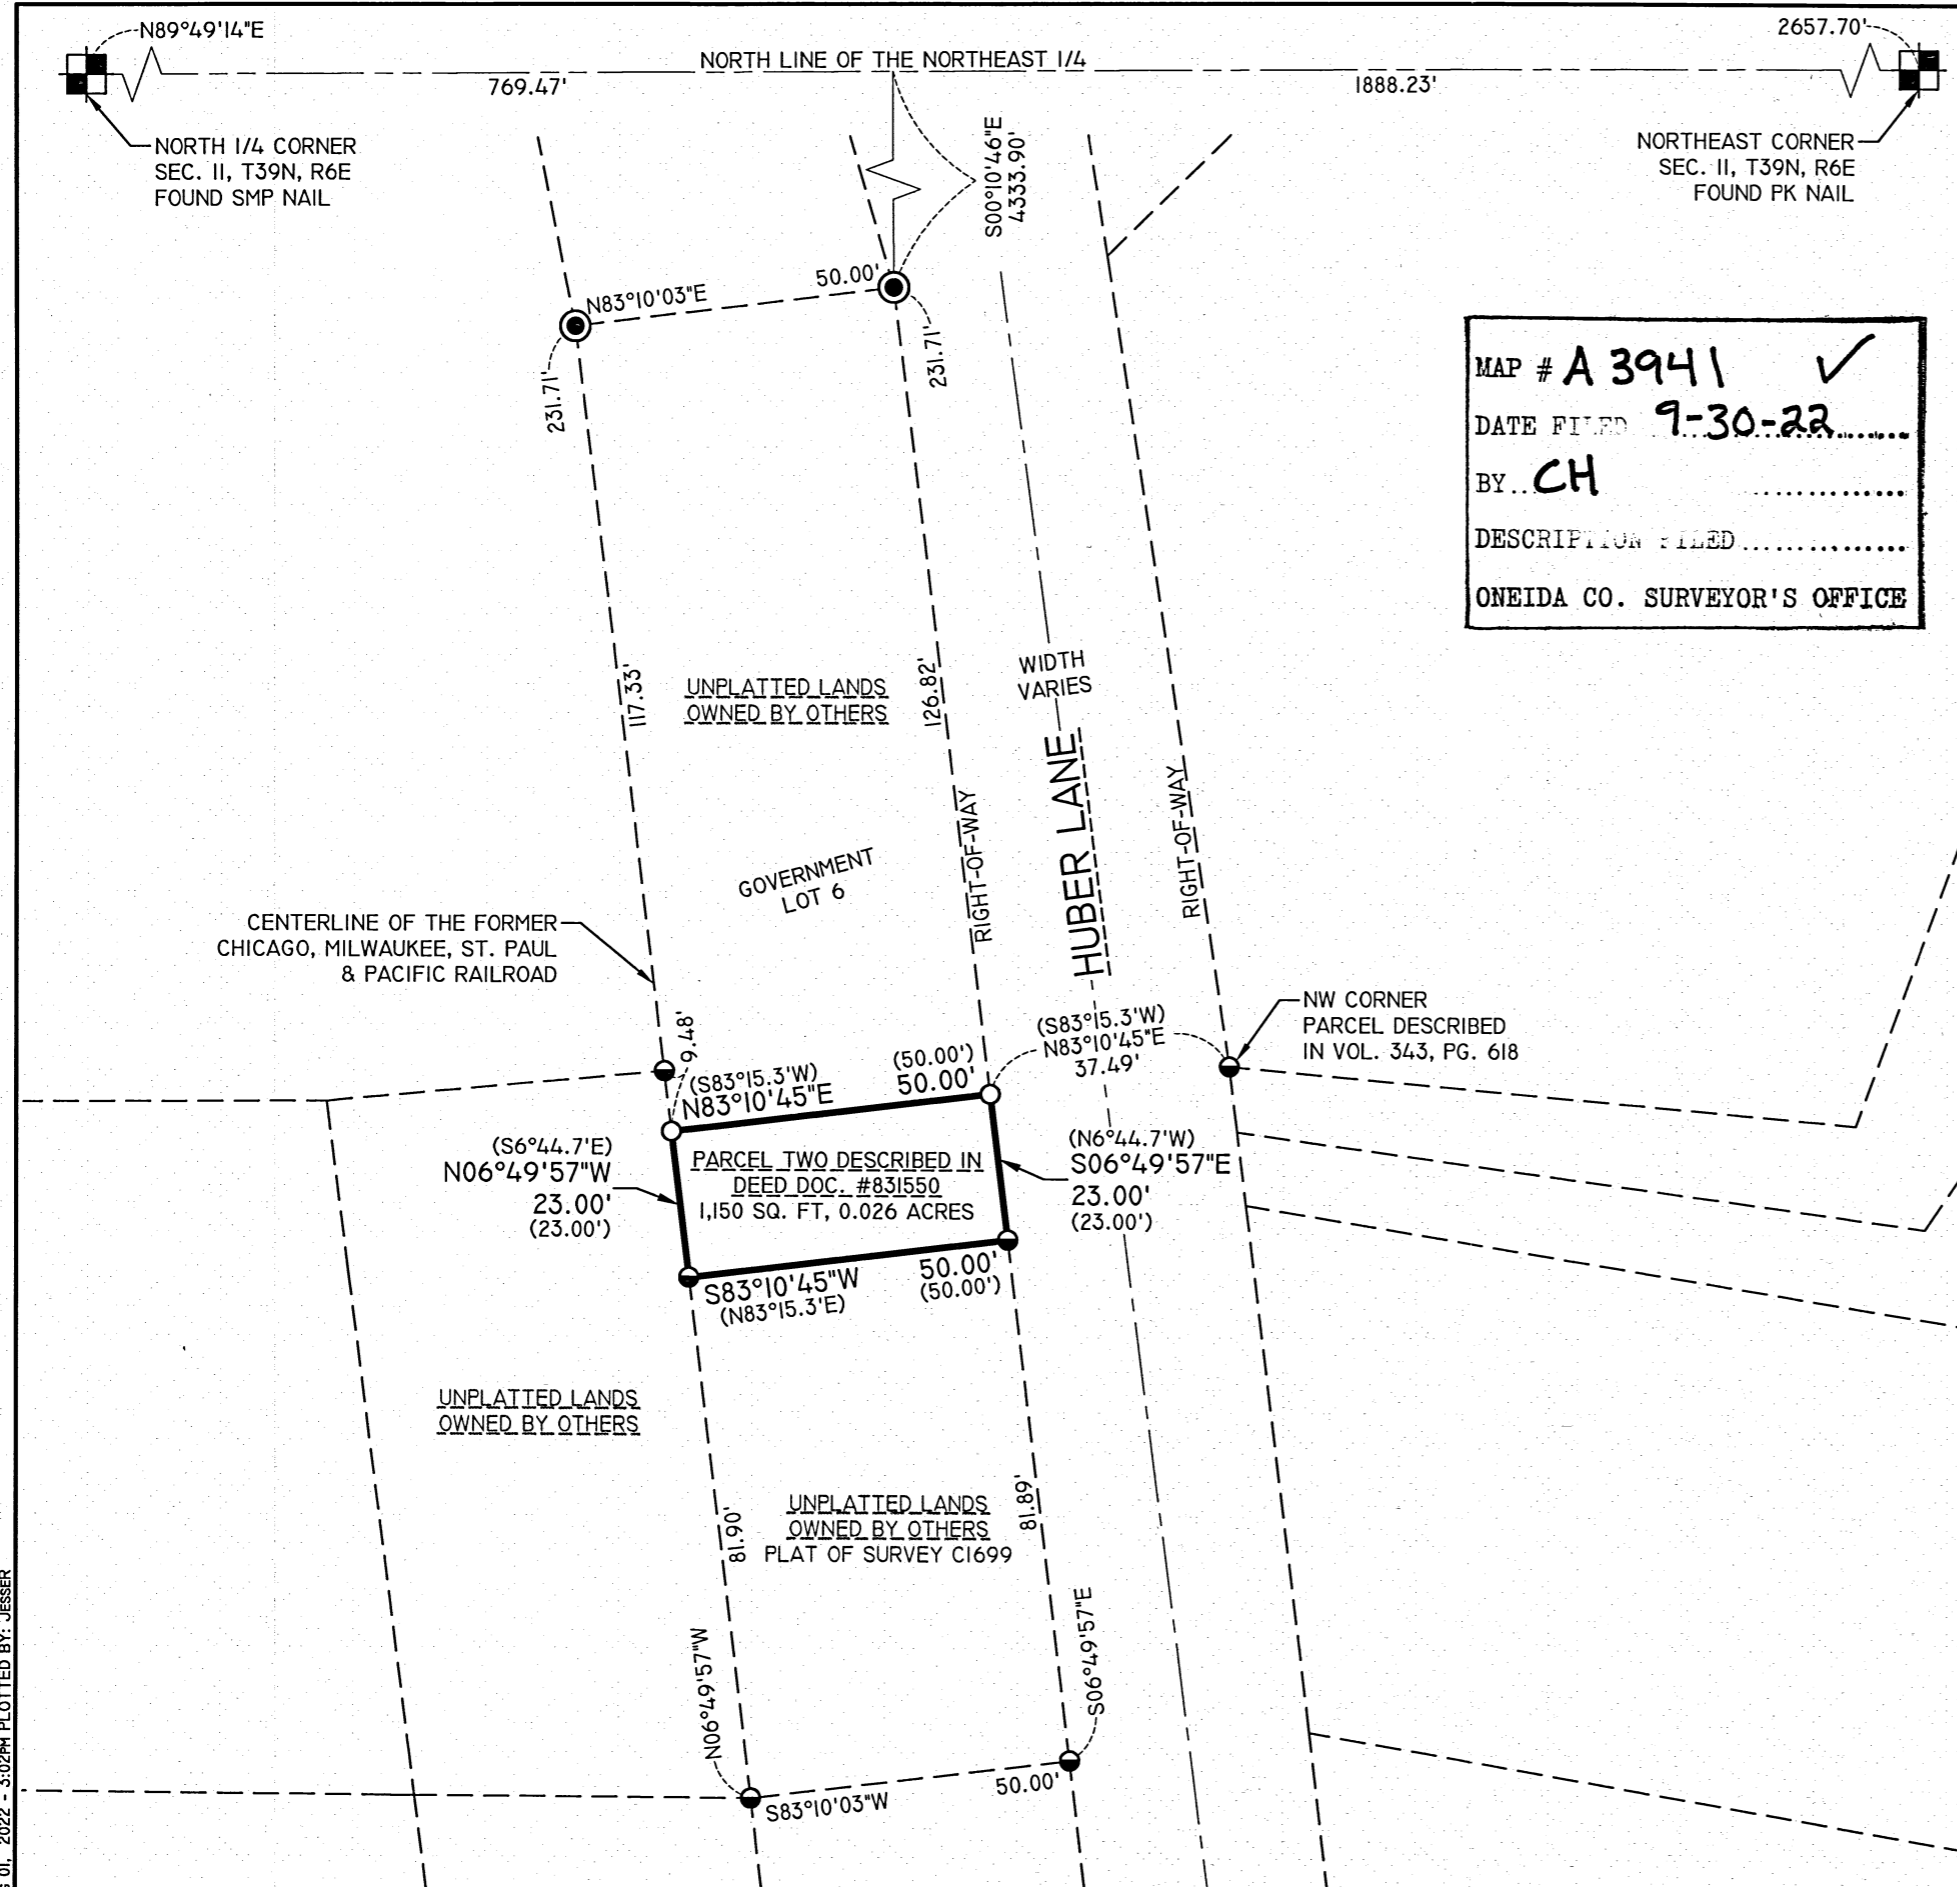 N89°49'14"E
2657.70'
NORTH LINE OF THE NORTHEAST 1/4
769.47'
1888.23'
NORTH 1/4 CORNER
SEC. 11, T39N, R6E
FOUND SMP NAIL
S00°10'46"E
4333.90'
NORTHEAST CORNER
SEC. 11, T39N, R6E
FOUND PK NAIL
N83°10'03"E
50.00'
231.71'
231.71'
MAP # A 3941 ✓
DATE FILED 9-30-22
BY... CH
DESCRIPTION FILED
ONEIDA CO. SURVEYOR'S OFFICE
117.33'
UNPLATTED LANDS
OWNED BY OTHERS
126.82'
WIDTH
VARIES
HUBER LANE
RIGHT-OF-WAY
RIGHT-OF-WAY
GOVERNMENT
LOT 6
CENTERLINE OF THE FORMER
CHICAGO, MILWAUKEE, ST. PAUL
& PACIFIC RAILROAD
9.48'
(S83°15.3'W)
N83°10'45"E
(50.00')
50.00'
(S83°15.3'W)
N83°10'45"E
37.49'
NW CORNER
PARCEL DESCRIBED
IN VOL. 343, PG. 618
(S6°44.7'E)
N06°49'57"W
23.00'
(23.00')
PARCEL TWO DESCRIBED IN
DEED DOC. #831550
1,150 SQ. FT, 0.026 ACRES
(N6°44.7'W)
S06°49'57"E
23.00'
(23.00')
S83°10'45"W
(N83°15.3'E)
50.00'
(50.00')
UNPLATTED LANDS
OWNED BY OTHERS
81.90'
UNPLATTED LANDS
OWNED BY OTHERS
PLAT OF SURVEY C1699
81.89'
N06°49'57"W
S06°49'57"E
S83°10'03"W
50.00'
01, 2022 - 3:02PM PLOTTED BY: JESSER